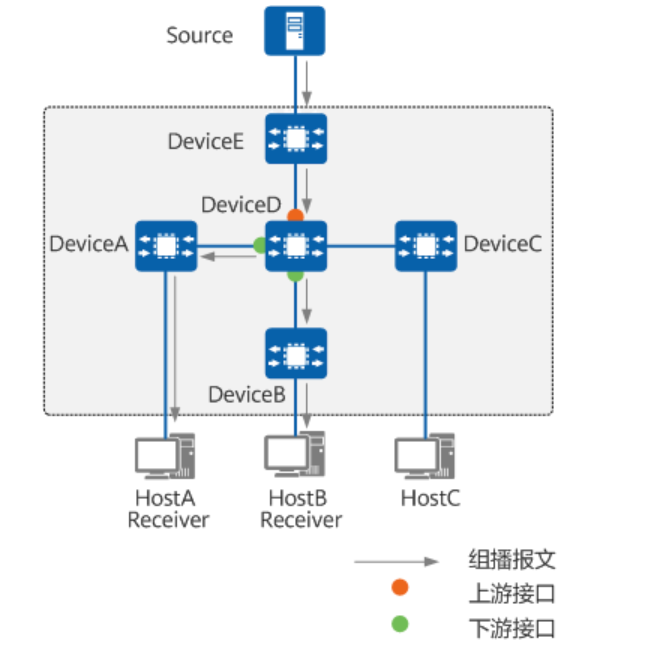 Source
DeviceE
DeviceD
DeviceA
DeviceC
DeviceB
HostA
Receiver
HostB
Receiver
HostC
组播报文
上游接口
下游接口